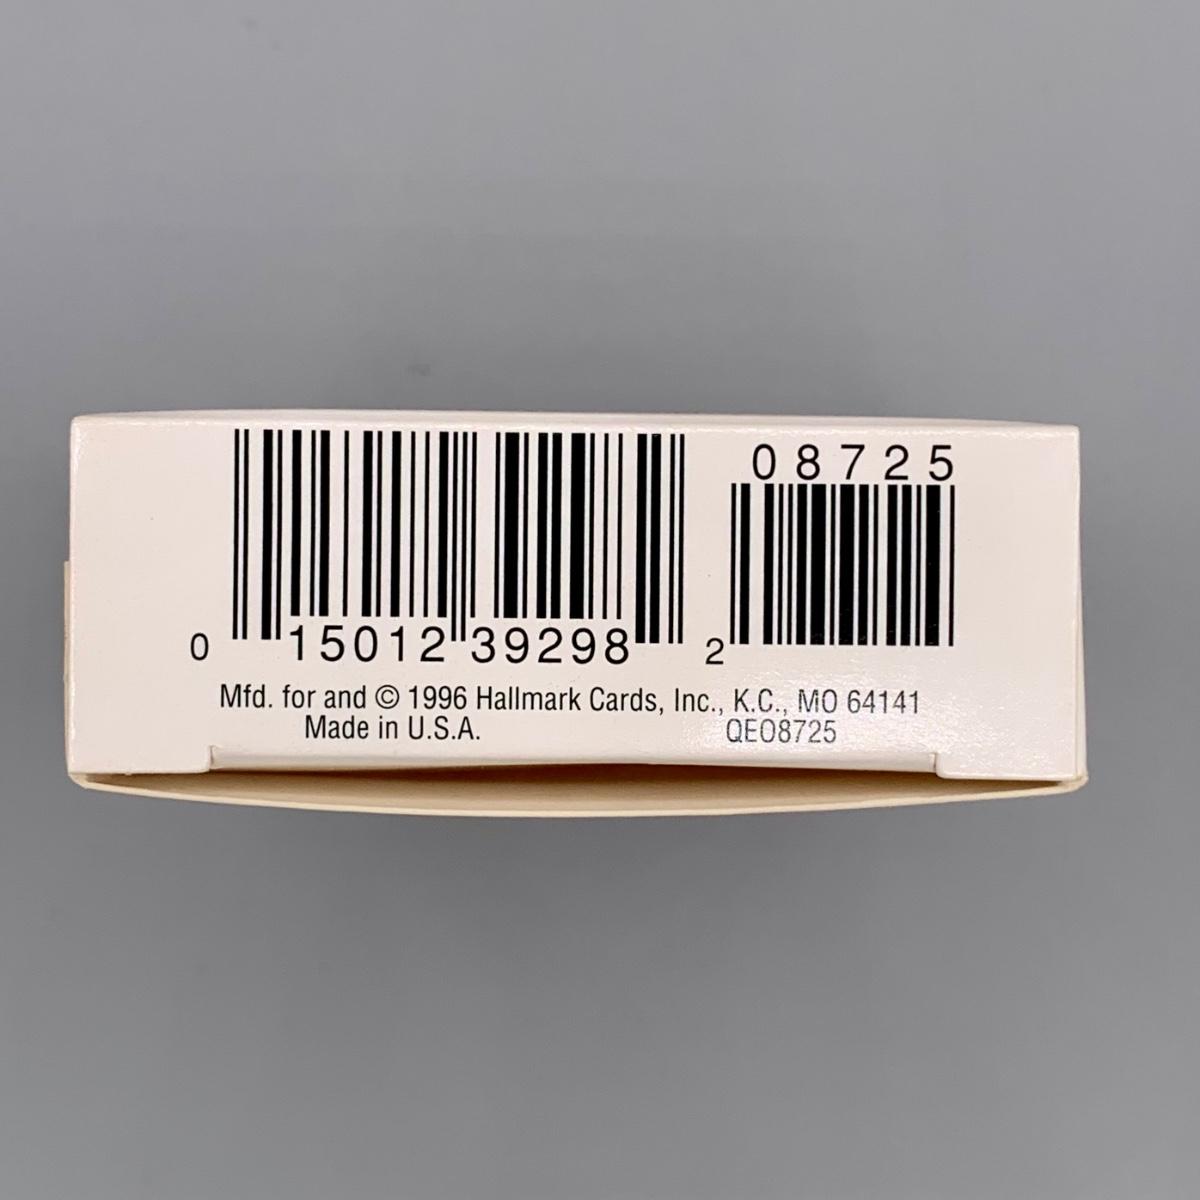 08725
0 15012 39298 2
Mfd. for and © 1996 Hallmark Cards, Inc., K.C., MO 64141
Made in U.S.A. QEO8725